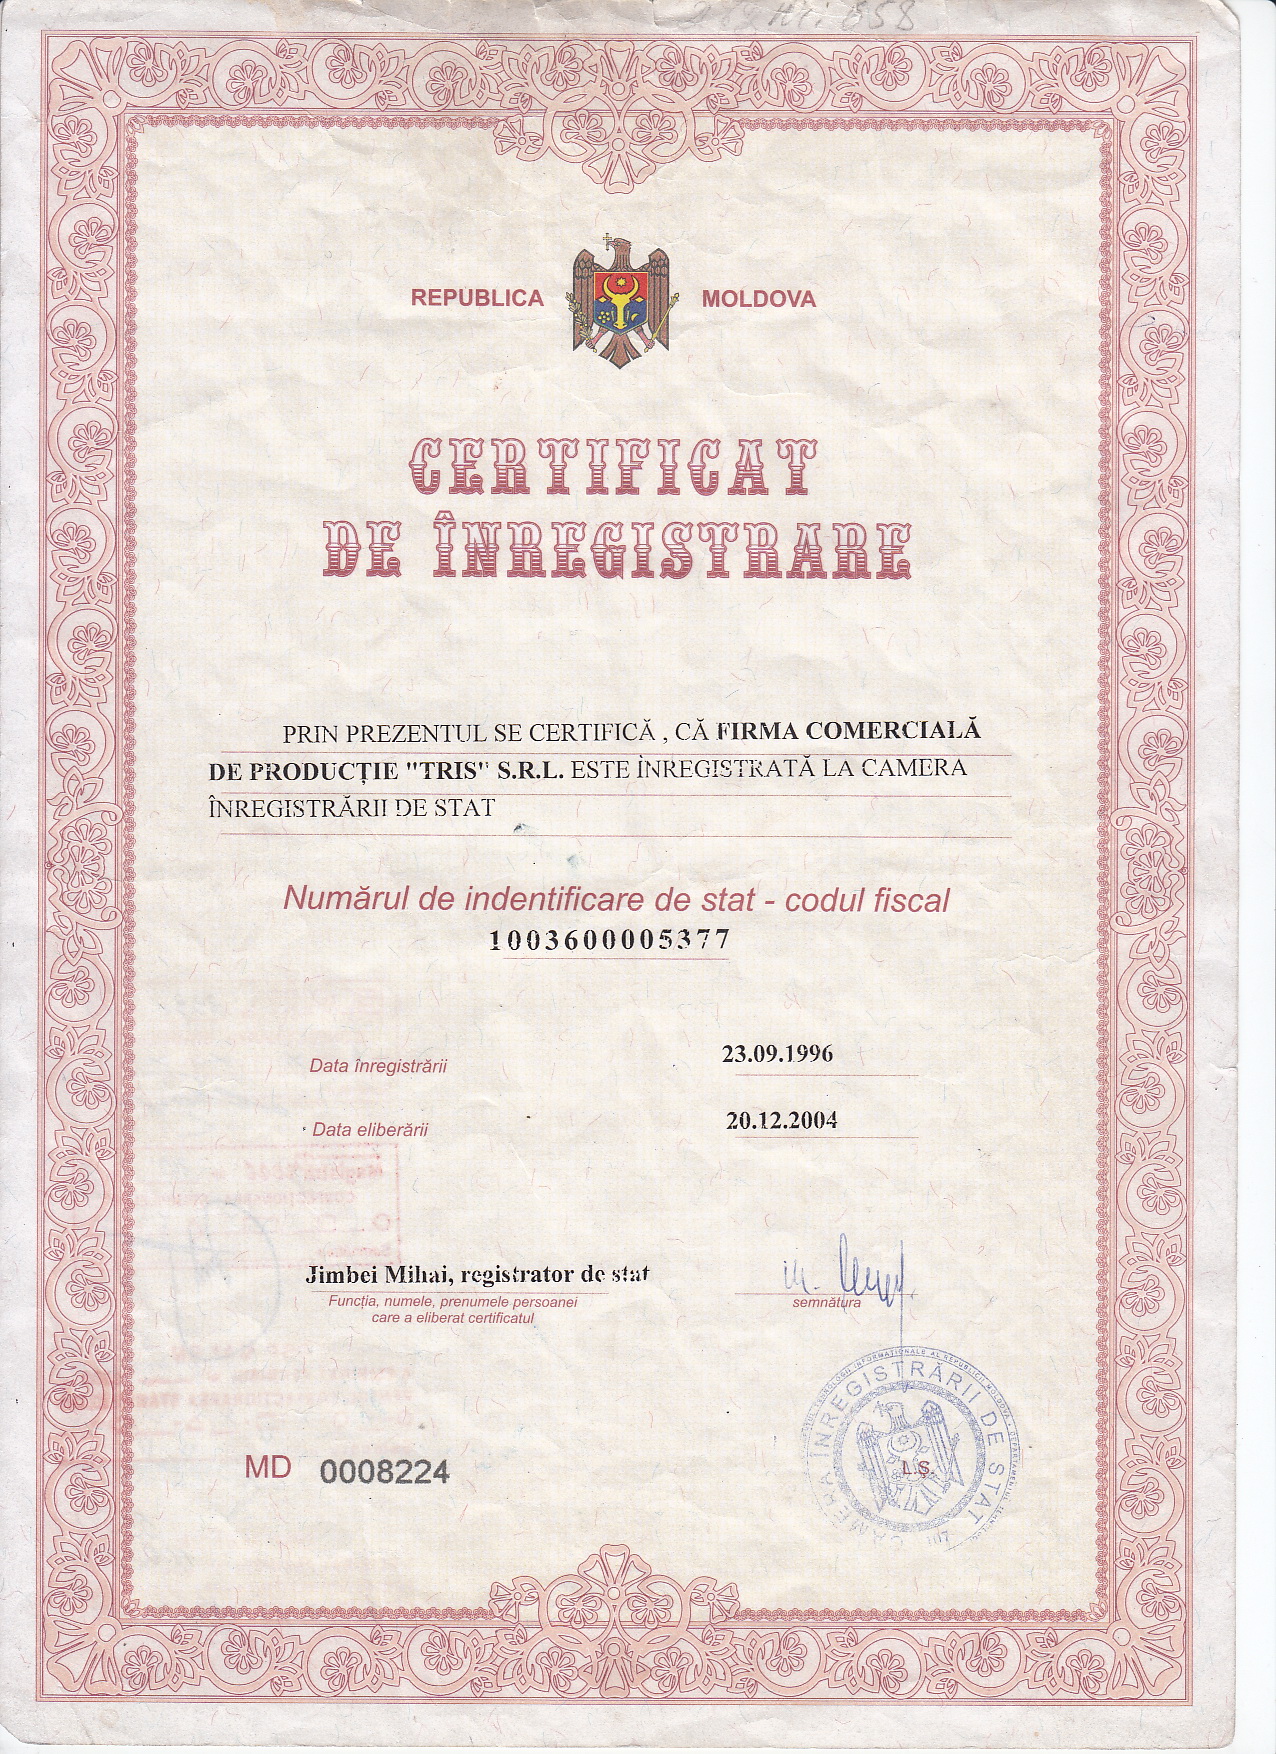 REPUBLICA MOLDOVA
CERTIFICAT
DE ÎNREGISTRARE
PRIN PREZENTUL SE CERTIFICĂ , CĂ FIRMA COMERCIALĂ
DE PRODUCȚIE "TRIS" S.R.L. ESTE ÎNREGISTRATĂ LA CAMERA
ÎNREGISTRĂRII DE STAT
Numărul de indentificare de stat - codul fiscal
1003600005377
Data înregistrării 23.09.1996
Data eliberării 20.12.2004
Jimbei Mihai, registrator de stat
Funcția, numele, prenumele persoanei
care a eliberat certificatul
semnătura
CAMERA ÎNREGISTRĂRII DE STAT
L.Ș.
MD 0008224